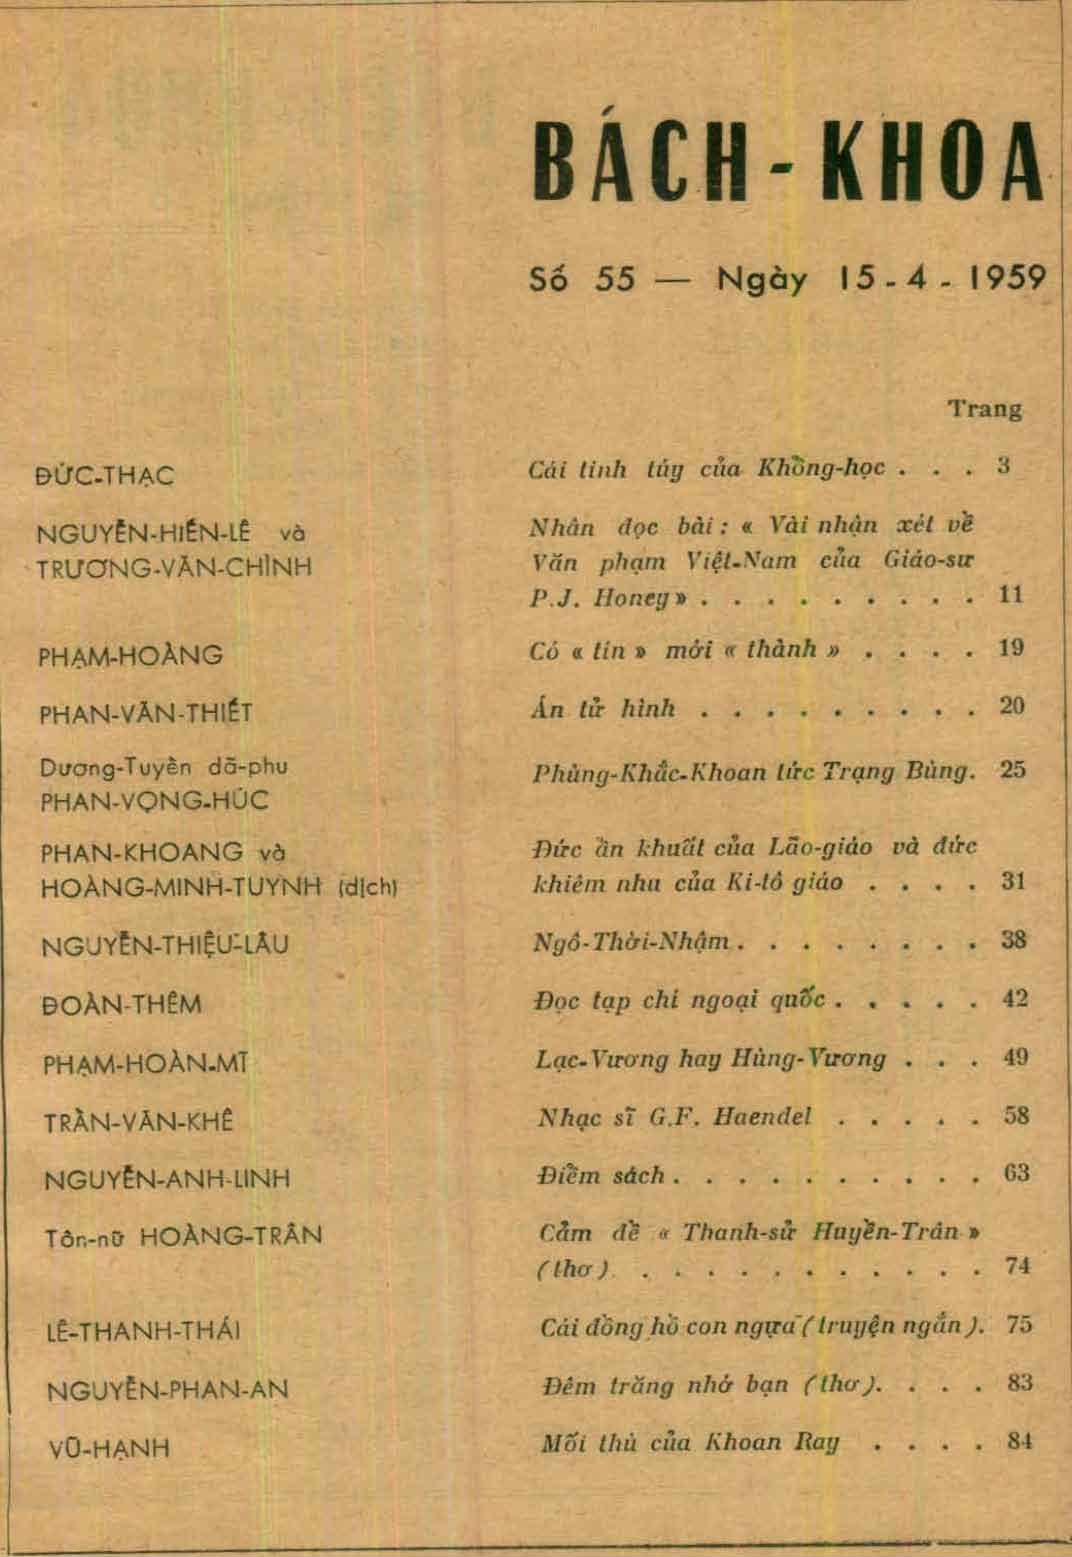 BÁCH - KHOA
Số 55 — Ngày 15 - 4 - 1959
Trang
ĐỨC-THẠC Cái tinh túy của Khổng-học . . . 3
NGUYỄN-HIẾN-LÊ và Nhân đọc bài : « Vài nhận xét về
TRƯƠNG-VĂN-CHÌNH Văn phạm Việt-Nam của Giáo-sư
P.J. Honey » . . . . . . . . . 11
PHẠM-HOÀNG Có « tín » mới « thành » . . . . 19
PHAN-VĂN-THIẾT Án tử hình . . . . . . . . . 20
Dương-Tuyền dã-phu
PHAN-VỌNG-HÚC Phùng-Khắc-Khoan tức Trạng Bùng. 25
PHAN-KHOANG và Đức ẩn khuất của Lão-giáo và đức
HOÀNG-MINH-TUYNH (dịch) khiêm nhu của Ki-tô giáo . . . . 31
NGUYỄN-THIỆU-LÂU Ngô-Thời-Nhậm . . . . . . . . 38
ĐOÀN-THÊM Đọc tạp chí ngoại quốc . . . . . 42
PHẠM-HOÀN-MĨ Lạc-Vương hay Hùng-Vương . . . 49
TRẦN-VĂN-KHÊ Nhạc sĩ G.F. Haendel . . . . . 58
NGUYỄN-ANH-LINH Điểm sách . . . . . . . . . . 63
Tôn-nữ HOÀNG-TRÂN Cảm đề « Thanh-sử Huyền-Trân »
(thơ) . . . . . . . . . . . . 74
LÊ-THANH-THÁI Cái đồng hồ con ngựa (truyện ngắn). 75
NGUYỄN-PHAN-AN Đêm trăng nhớ bạn (thơ). . . . 83
VŨ-HẠNH Mối thù của Khoan Ray . . . . 84